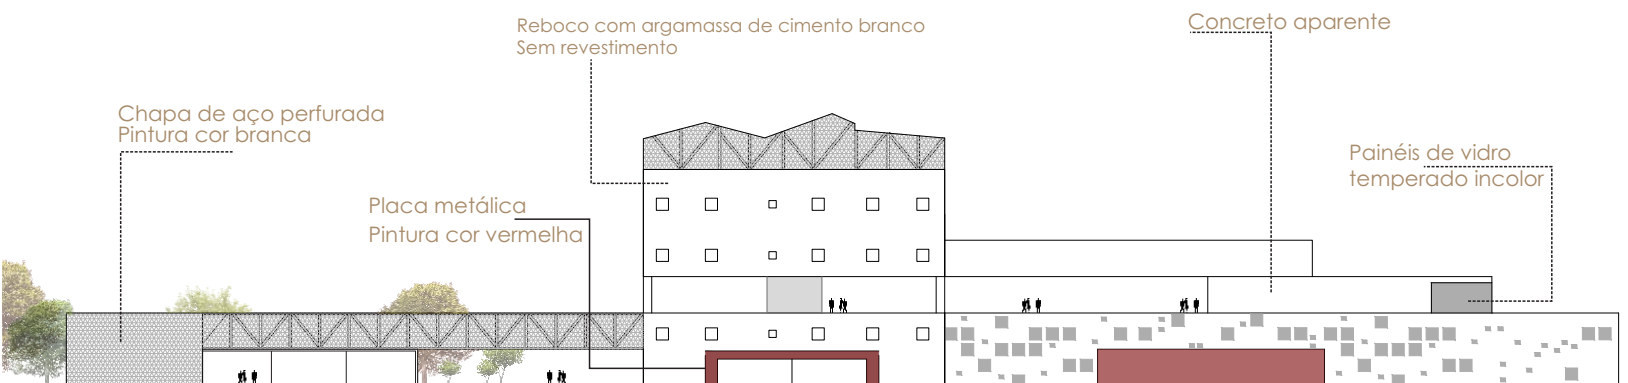 Reboco com argamassa de cimento branco
Sem revestimento
Concreto aparente
Chapa de aço perfurada
Pintura cor branca
Painéis de vidro
temperado incolor
Placa metálica
Pintura cor vermelha